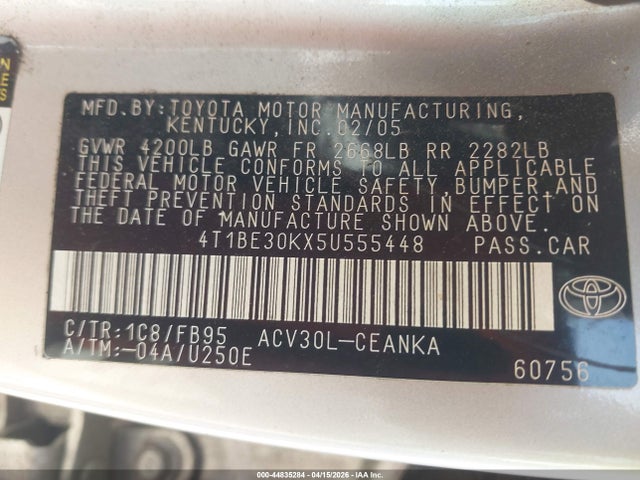 NES
MFD.BY:TOYOTA MOTOR MANUFACTURING,
KENTUCKY,INC.02/05
GVWR 4200LB GAWR FR 2668LB RR 2282LB
THIS VEHICLE CONFORMS TO ALL APPLICABLE
FEDERAL MOTOR VEHICLE SAFETY,BUMPER,AND
THEFT PREVENTION STANDARDS IN EFFECT ON
THE DATE OF MANUFACTURE SHOWN ABOVE.
4T1BE30KX5U555448 PASS.CAR
C/TR:1C8/FB95 ACV30L-CEANKA
A/TM:-04A/U250E
60756
000-44835284 - 04/15/2026 - IAAI.COM